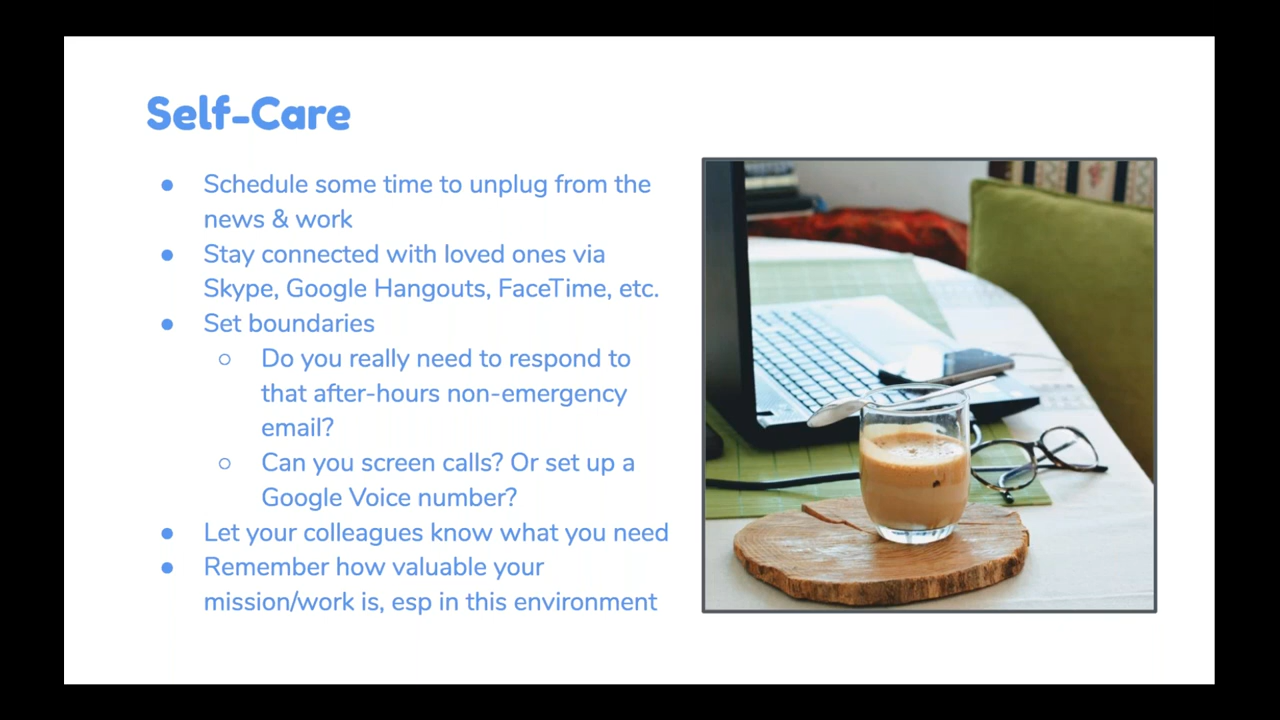 Self-Care
● Schedule some time to unplug from the
news & work
● Stay connected with loved ones via
Skype, Google Hangouts, FaceTime, etc.
● Set boundaries
○ Do you really need to respond to
that after-hours non-emergency
email?
○ Can you screen calls? Or set up a
Google Voice number?
● Let your colleagues know what you need
● Remember how valuable your
mission/work is, esp in this environment